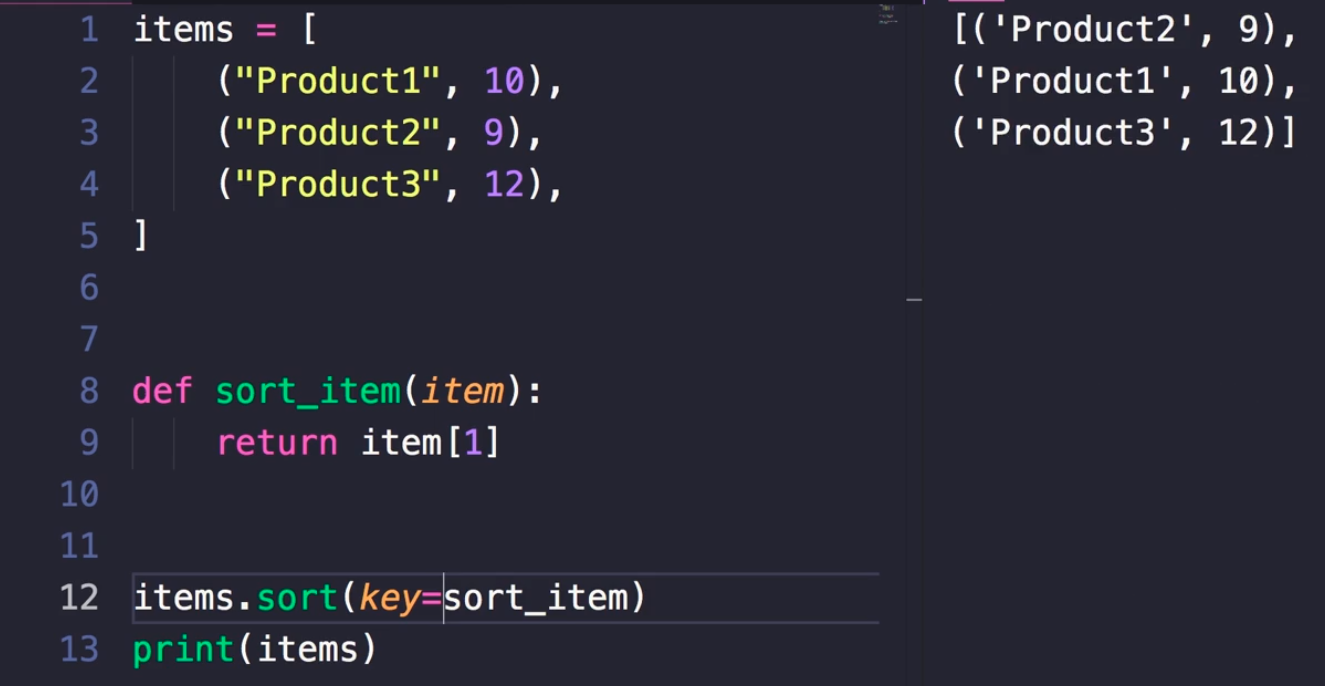 1 items = [
2     ("Product1", 10),
3     ("Product2", 9),
4     ("Product3", 12),
5 ]
6
7
8 def sort_item(item):
9     return item[1]
10
11
12 items.sort(key=sort_item)
13 print(items)
[('Product2', 9),
('Product1', 10),
('Product3', 12)]